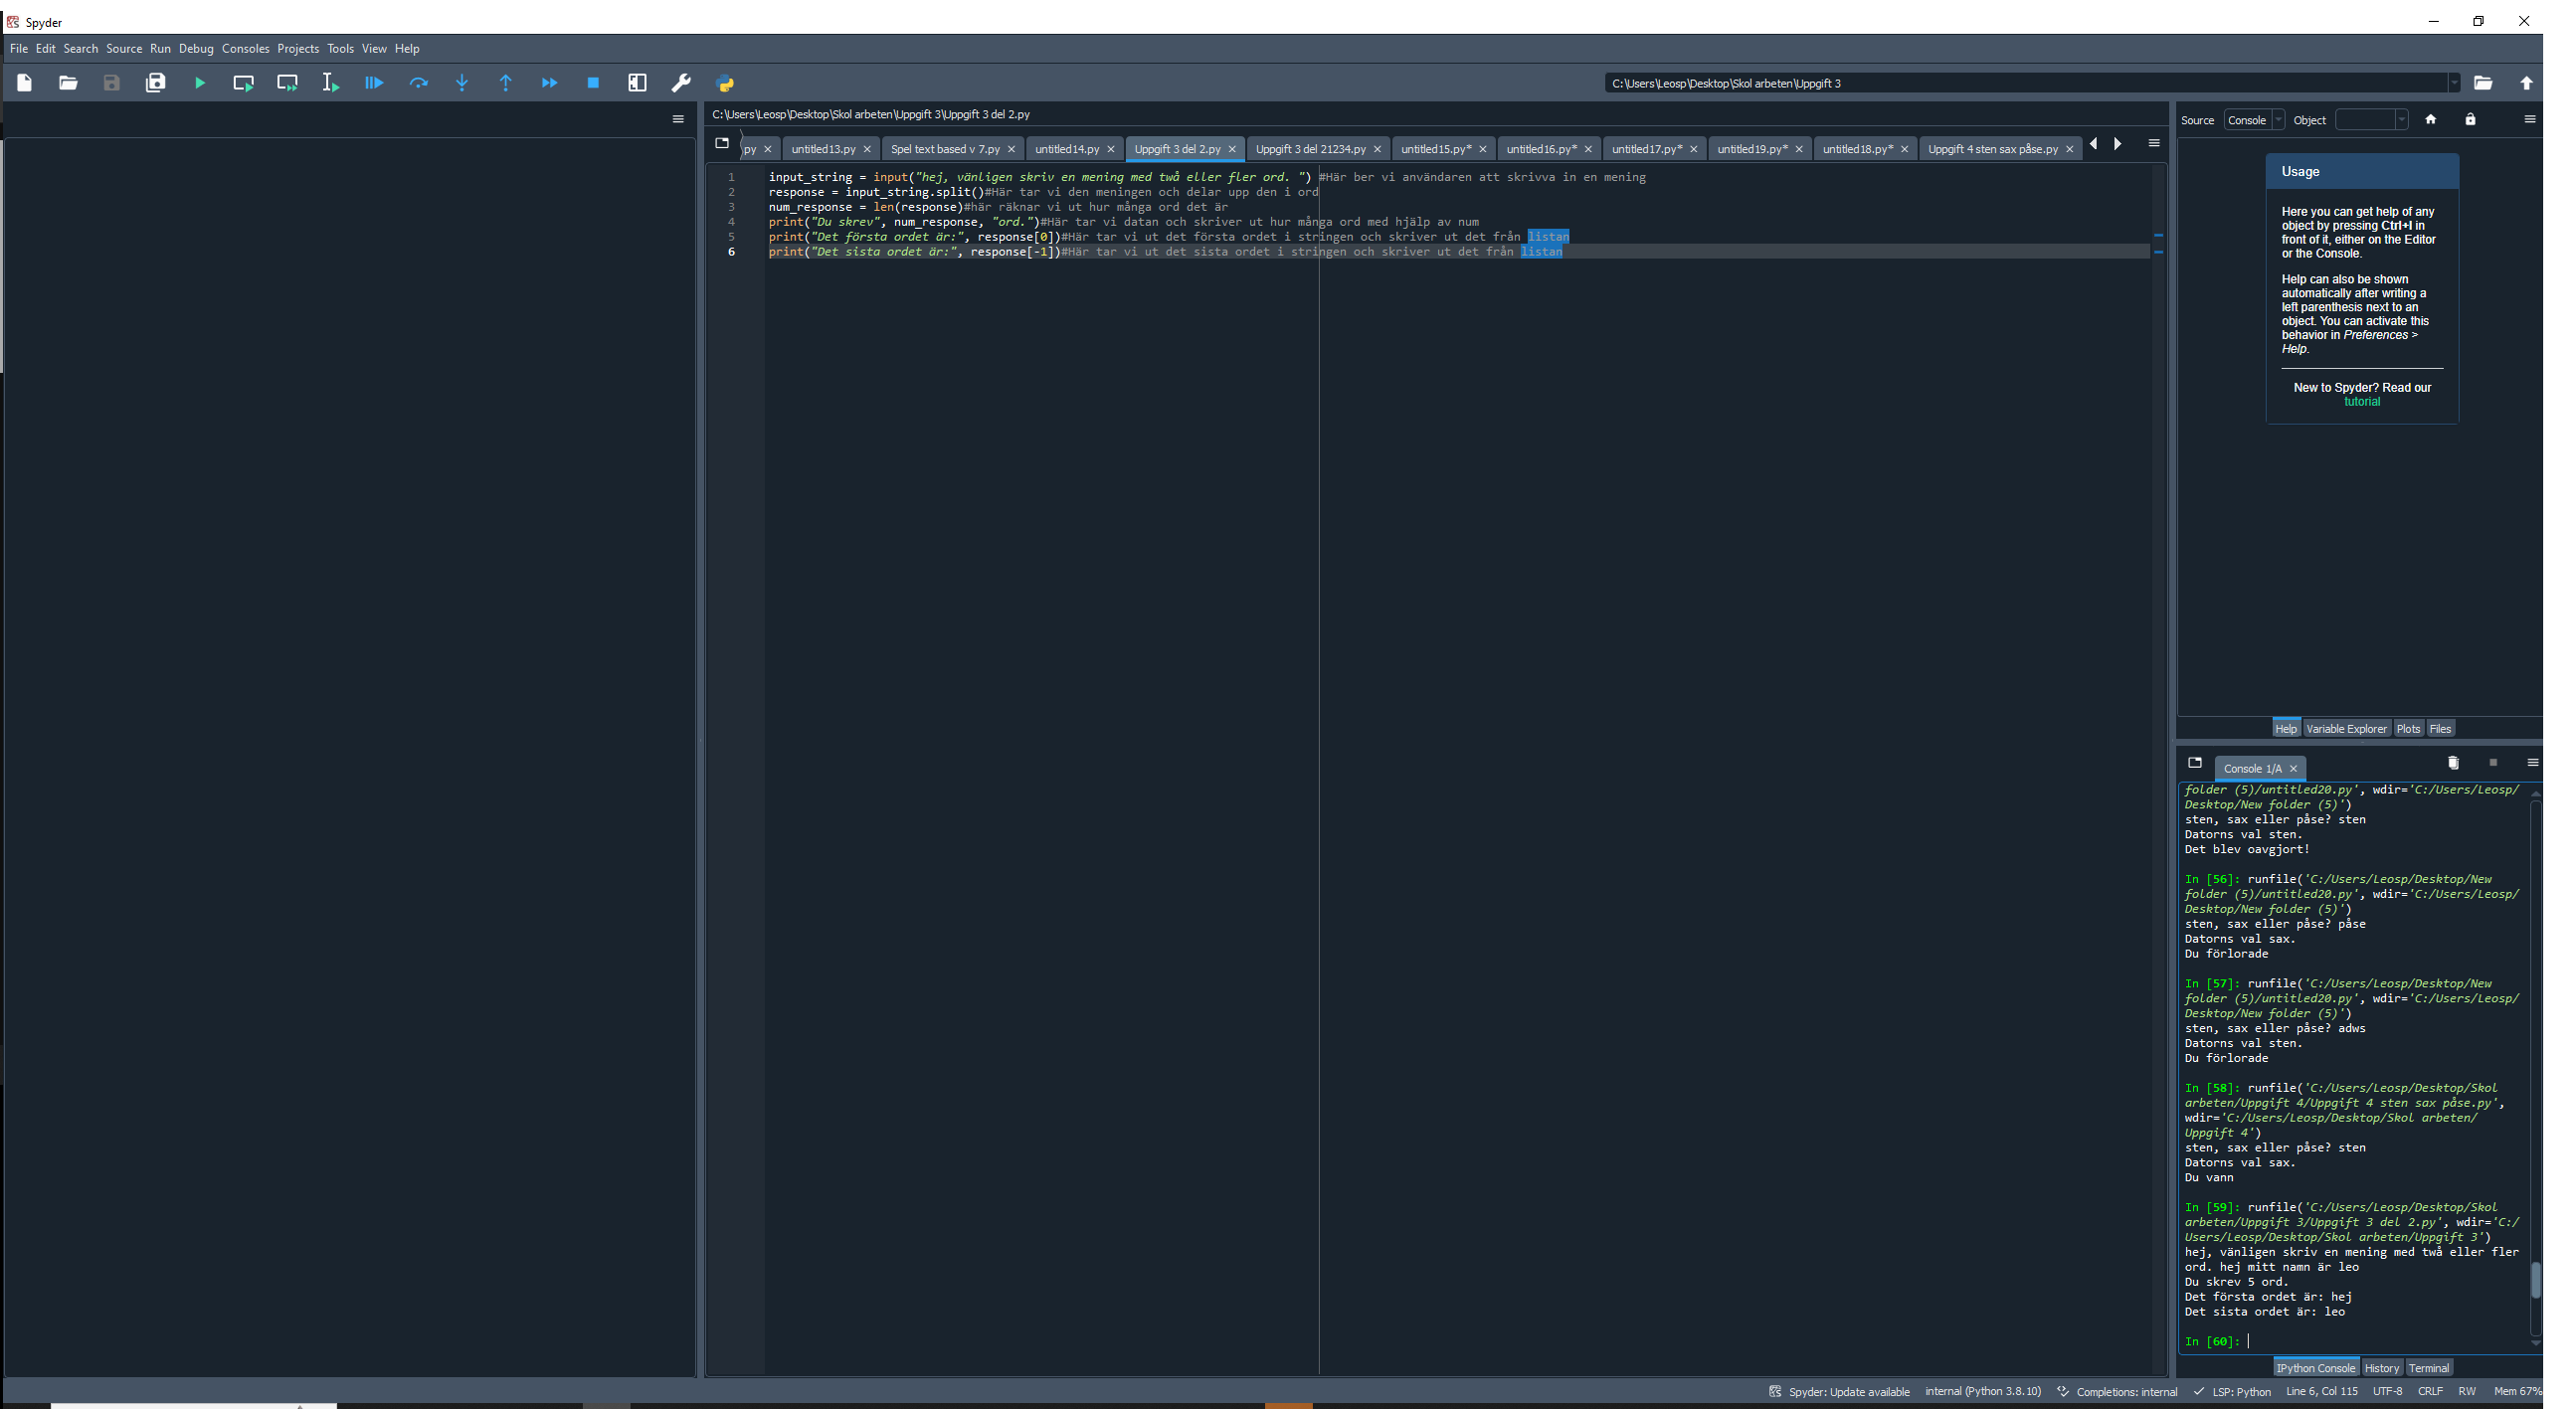 Spyder
File Edit Search Source Run Debug Consoles Projects Tools View Help
C:\Users\Leosp\Desktop\Skol arbeten\Uppgift 3
C:\Users\Leosp\Desktop\Skol arbeten\Uppgift 3\Uppgift 3 del 2.py
py untitled13.py Spel text based v 7.py untitled14.py Uppgift 3 del 2.py Uppgift 3 del 21234.py untitled15.py* untitled16.py* untitled17.py* untitled19.py* untitled18.py* Uppgift 4 sten sax påse.py
1 input_string = input("hej, vänligen skriv en mening med twå eller fler ord. ") #Här ber vi användaren att skrivva in en mening
2 response = input_string.split()#Här tar vi den meningen och delar upp den i ord
3 num_response = len(response)#här räknar vi ut hur många ord det är
4 print("Du skrev", num_response, "ord.")#Här tar vi datan och skriver ut hur många ord med hjälp av num
5 print("Det första ordet är:", response[0])#Här tar vi ut det första ordet i stringen och skriver ut det från listan
6 print("Det sista ordet är:", response[-1])#Här tar vi ut det sista ordet i stringen och skriver ut det från listan
Source Console Object
Usage
Here you can get help of any
object by pressing Ctrl+I in
front of it, either on the Editor
or the Console.
Help can also be shown
automatically after writing a
left parenthesis next to an
object. You can activate this
behavior in Preferences >
Help.
New to Spyder? Read our
tutorial
Help Variable Explorer Plots Files
Console 1/A
folder (5)/untitled20.py', wdir='C:/Users/Leosp/
Desktop/New folder (5)')
sten, sax eller påse? sten
Datorns val sten.
Det blev oavgjort!
In [56]: runfile('C:/Users/Leosp/Desktop/New
folder (5)/untitled20.py', wdir='C:/Users/Leosp/
Desktop/New folder (5)')
sten, sax eller påse? påse
Datorns val sax.
Du förlorade
In [57]: runfile('C:/Users/Leosp/Desktop/New
folder (5)/untitled20.py', wdir='C:/Users/Leosp/
Desktop/New folder (5)')
sten, sax eller påse? adws
Datorns val sten.
Du förlorade
In [58]: runfile('C:/Users/Leosp/Desktop/Skol
arbeten/Uppgift 4/Uppgift 4 sten sax påse.py',
wdir='C:/Users/Leosp/Desktop/Skol arbeten/
Uppgift 4')
sten, sax eller påse? sten
Datorns val sax.
Du vann
In [59]: runfile('C:/Users/Leosp/Desktop/Skol
arbeten/Uppgift 3/Uppgift 3 del 2.py', wdir='C:/
Users/Leosp/Desktop/Skol arbeten/Uppgift 3')
hej, vänligen skriv en mening med twå eller fler
ord. hej mitt namn är leo
Du skrev 5 ord.
Det första ordet är: hej
Det sista ordet är: leo
In [60]:
IPython Console History Terminal
Spyder: Update available internal (Python 3.8.10) Completions: internal LSP: Python Line 6, Col 115 UTF-8 CRLF RW Mem 67%